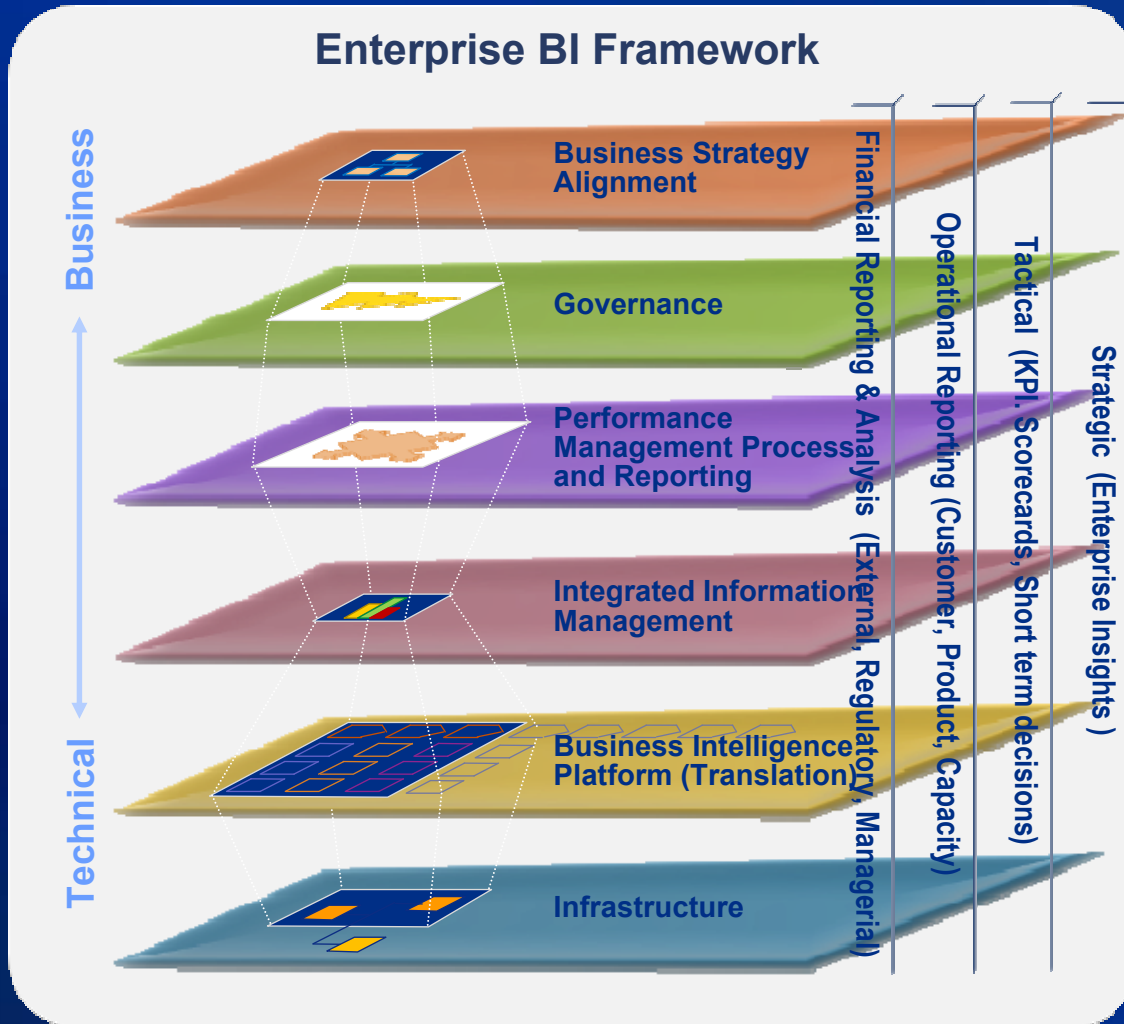 Enterprise BI Framework
Business
Technical
Business Strategy
Alignment
Governance
Performance
Management Process
and Reporting
Integrated Information
Management
Business Intelligence
Platform (Translation)
Infrastructure
Financial Reporting & Analysis (External, Regulatory, Managerial)
Operational Reporting (Customer, Product, Capacity)
Tactical (KPI. Scorecards, Short term decisions)
Strategic (Enterprise Insights )